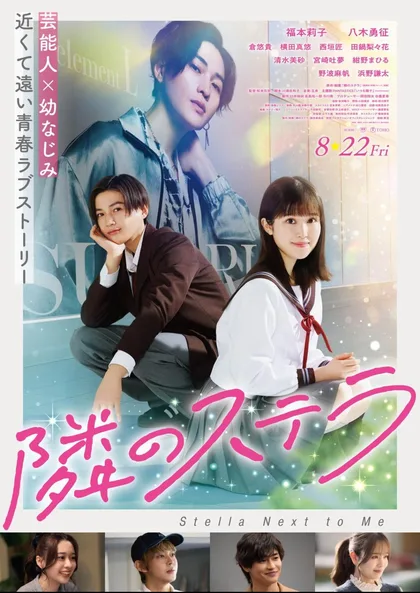 芸能人×幼なじみ
近くて遠い青春ラブストーリー
福本莉子 八木勇征
倉悠貴 横田真悠 西垣匠 田鍋梨々花
清水美砂 宮崎吐夢 紺野まひる
野波麻帆 浜野謙太
8.22 Fri
隣のステラ
Stella Next to Me